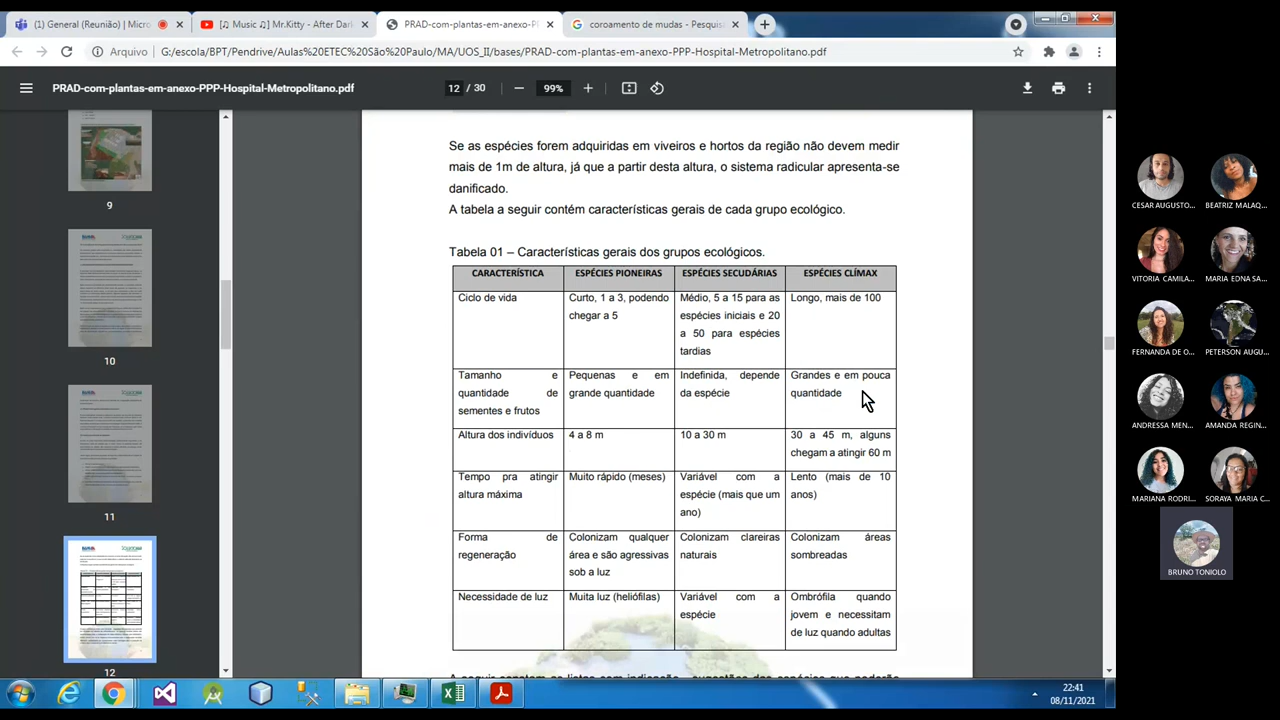 (1) General (Reunião) | Micro
[♫ Music ♫] Mr.Kitty - After Dar
PRAD-com-plantas-em-anexo-PP
coroamento de mudas - Pesqui
Arquivo | G:/escola/BPT/Pendrive/Aulas%20ETEC%20São%20Paulo/MA/UOS_II/bases/PRAD-com-plantas-em-anexo-PPP-Hospital-Metropolitano.pdf
PRAD-com-plantas-em-anexo-PPP-Hospital-Metropolitano.pdf
12 / 30
99%
9
10
11
12
Se as espécies forem adquiridas em viveiros e hortos da região não devem medir
mais de 1m de altura, já que a partir desta altura, o sistema radicular apresenta-se
danificado.
A tabela a seguir contém características gerais de cada grupo ecológico.
Tabela 01 – Características gerais dos grupos ecológicos.
CARACTERÍSTICA ESPÉCIES PIONEIRAS ESPÉCIES SECUDÁRIAS ESPÉCIES CLÍMAX
Ciclo de vida
Curto, 1 a 3, podendo
chegar a 5
Médio, 5 a 15 para as
espécies iniciais e 20
a 50 para espécies
tardias
Longo, mais de 100
Tamanho e
quantidade de
sementes e frutos
Pequenas e em
grande quantidade
Indefinida, depende
da espécie
Grandes e em pouca
quantidade
Altura dos indivíduos
4 a 8 m
10 a 30 m
30 a 45 m, alguns
chegam a atingir 60 m
Tempo pra atingir
altura máxima
Muito rápido (meses)
Variável com a
espécie (mais que um
ano)
Lento (mais de 10
anos)
Forma de
regeneração
Colonizam qualquer
área e são agressivas
sob a luz
Colonizam clareiras
naturais
Colonizam áreas
sombreadas
Necessidade de luz
Muita luz (heliófilas)
Variável com a
espécie
Ombrófila quando
jovem e necessitam
de luz quando adultas
A seguir constam as listas com indicação
CESAR AUGUSTO...
BEATRIZ MALAQ...
VITORIA CAMILA...
MARIA EDNA SA...
FERNANDA DE O...
PETERSON AUGU...
ANDRESSA MEN...
AMANDA REGIN...
MARIANA RODRI...
SORAYA MARIA C...
BRUNO TONIOLO
22:41
08/11/2021